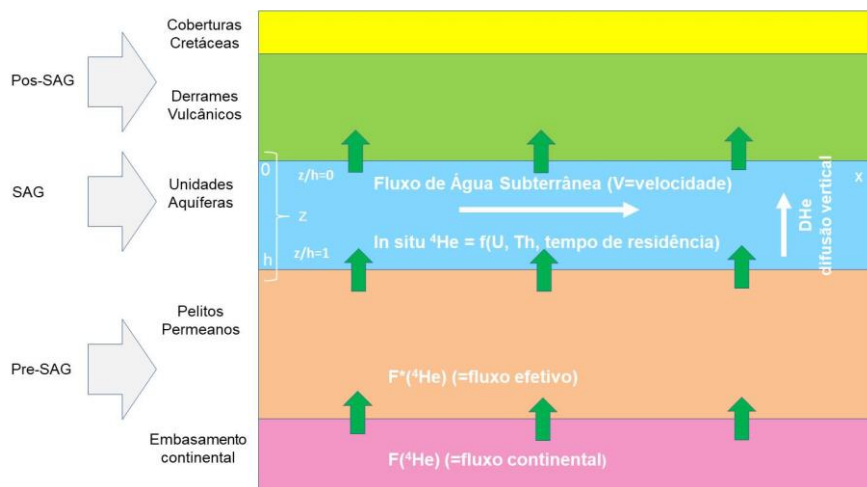 Coberturas
Cretáceas
Pos-SAG
Derrames
Vulcânicos
SAG
Unidades
Aquíferas
0
z/h=0
Fluxo de Água Subterrânea (V=velocidade)
x
z
In situ ⁴He = f(U, Th, tempo de residência)
h
z/h=1
DHe
difusão vertical
Pelitos
Permeanos
Pre-SAG
F*(⁴He) (=fluxo efetivo)
Embasamento
continental
F(⁴He) (=fluxo continental)